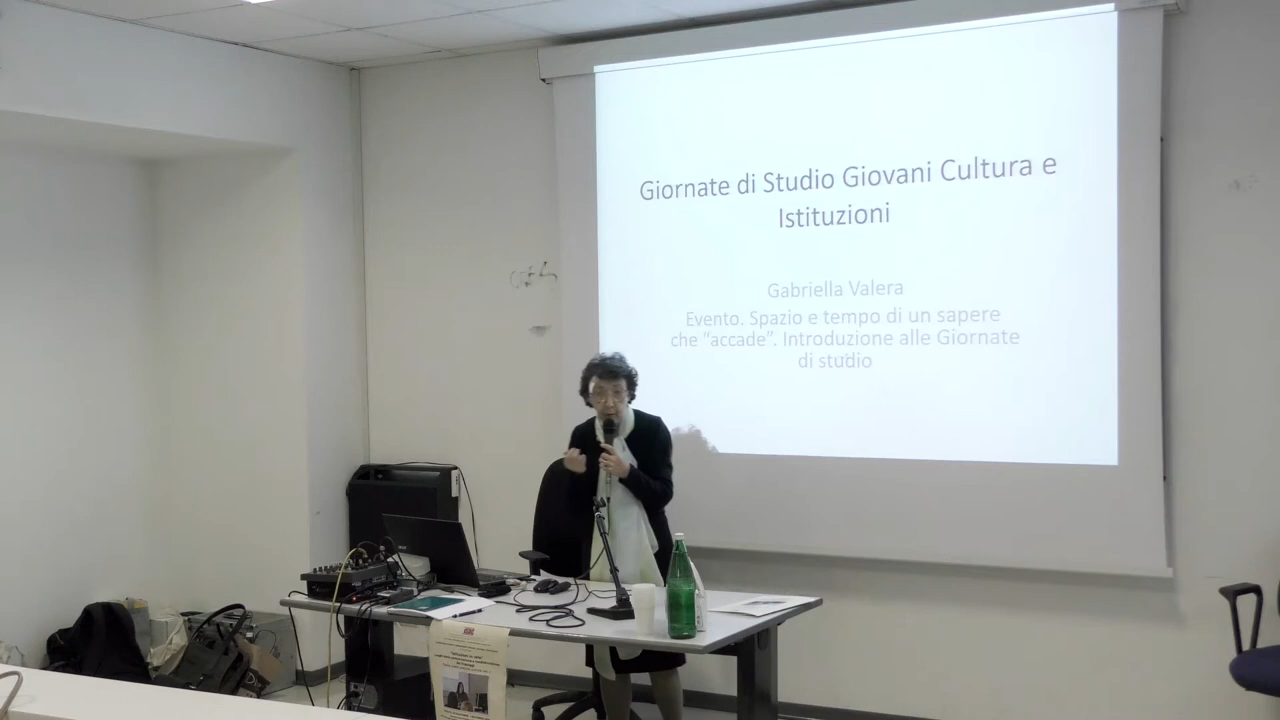 Giornate di Studio Giovani Cultura e
Istituzioni
Gabriella Valera
Evento. Spazio e tempo di un sapere
che "accade". Introduzione alle Giornate
di studio